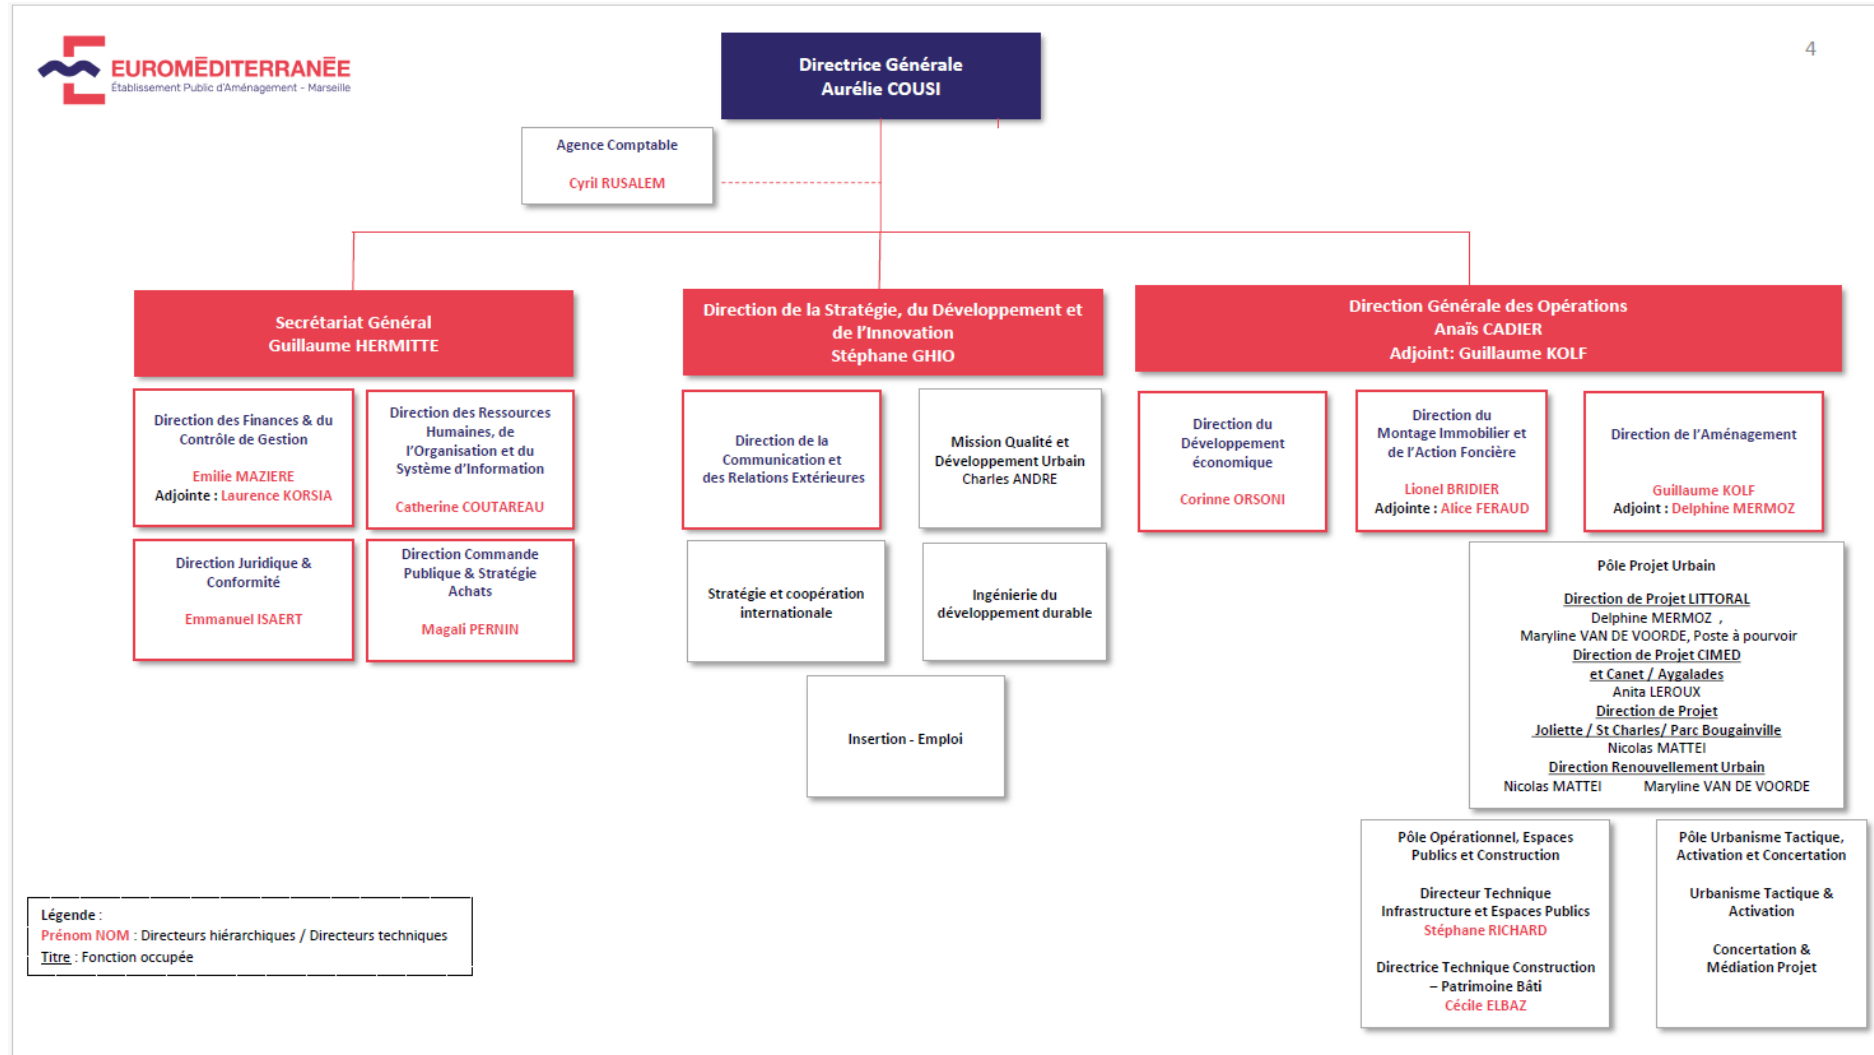 4
EUROMÉDITERRANÉE
Établissement Public d'Aménagement - Marseille
Directrice Générale
Aurélie COUSI
Agence Comptable
Cyril RUSALEM
Secrétariat Général
Guillaume HERMITTE
Direction des Finances & du
Contrôle de Gestion
Emilie MAZIERE
Adjointe : Laurence KORSIA
Direction des Ressources
Humaines, de
l'Organisation et du
Système d'Information
Catherine COUTAREAU
Direction Juridique &
Conformité
Emmanuel ISAERT
Direction Commande
Publique & Stratégie
Achats
Magali PERNIN
Direction de la Stratégie, du Développement et
de l'Innovation
Stéphane GHIO
Direction de la
Communication et
des Relations Extérieures
Mission Qualité et
Développement Urbain
Charles ANDRE
Stratégie et coopération
internationale
Ingénierie du
développement durable
Insertion - Emploi
Direction Générale des Opérations
Anaïs CADIER
Adjoint: Guillaume KOLF
Direction du
Développement
économique
Corinne ORSONI
Direction du
Montage Immobilier et
de l'Action Foncière
Lionel BRIDIER
Adjointe : Alice FERAUD
Direction de l'Aménagement
Guillaume KOLF
Adjoint : Delphine MERMOZ
Pôle Projet Urbain
Direction de Projet LITTORAL
Delphine MERMOZ ,
Maryline VAN DE VOORDE, Poste à pourvoir
Direction de Projet CIMED
et Canet / Aygalades
Anita LEROUX
Direction de Projet
Joliette / St Charles/ Parc Bougainville
Nicolas MATTEI
Direction Renouvellement Urbain
Nicolas MATTEI Maryline VAN DE VOORDE
Pôle Opérationnel, Espaces
Publics et Construction
Directeur Technique
Infrastructure et Espaces Publics
Stéphane RICHARD
Directrice Technique Construction
– Patrimoine Bâti
Cécile ELBAZ
Pôle Urbanisme Tactique,
Activation et Concertation
Urbanisme Tactique &
Activation
Concertation &
Médiation Projet
Légende :
Prénom NOM : Directeurs hiérarchiques / Directeurs techniques
Titre : Fonction occupée